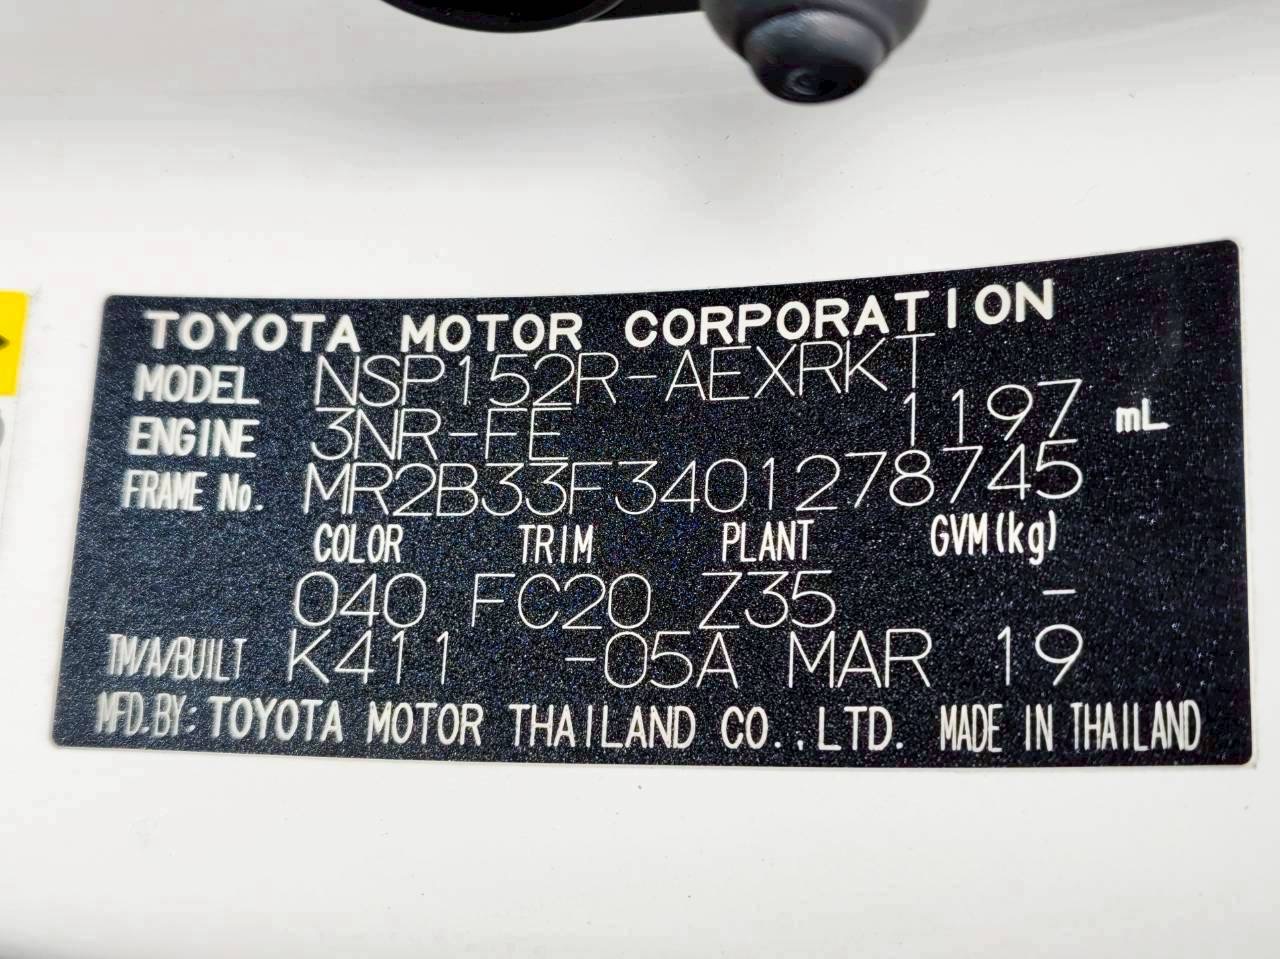 TOYOTA MOTOR CORPORATION
MODEL NSP152R-AEXRKT
ENGINE 3NR-FE 1197 mL
FRAME No. MR2B33F3401278745
COLOR TRIM PLANT GVM(kg)
040 FC20 Z35 -
TM/A/BUILT K411 -05A MAR 19
MFD.BY: TOYOTA MOTOR THAILAND CO.,LTD. MADE IN THAILAND